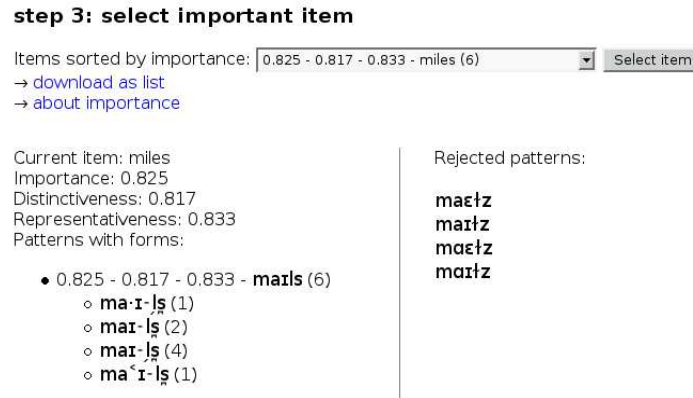 step 3: select important item
Items sorted by importance: 0.825 - 0.817 - 0.833 - miles (6) Select item
→ download as list
→ about importance
Current item: miles
Importance: 0.825
Distinctiveness: 0.817
Representativeness: 0.833
Patterns with forms:
• 0.825 - 0.817 - 0.833 - maɪls (6)
◦ ma·ɪ-l̩s̪ (1)
◦ maɪ-ĺ̩s̪ (2)
◦ maɪ-l̩s̪ (4)
◦ ma˂ɪ-ls̪ (1)
Rejected patterns:
maɛɫz
maɪɫz
mɑɛɫz
mɑɪɫz